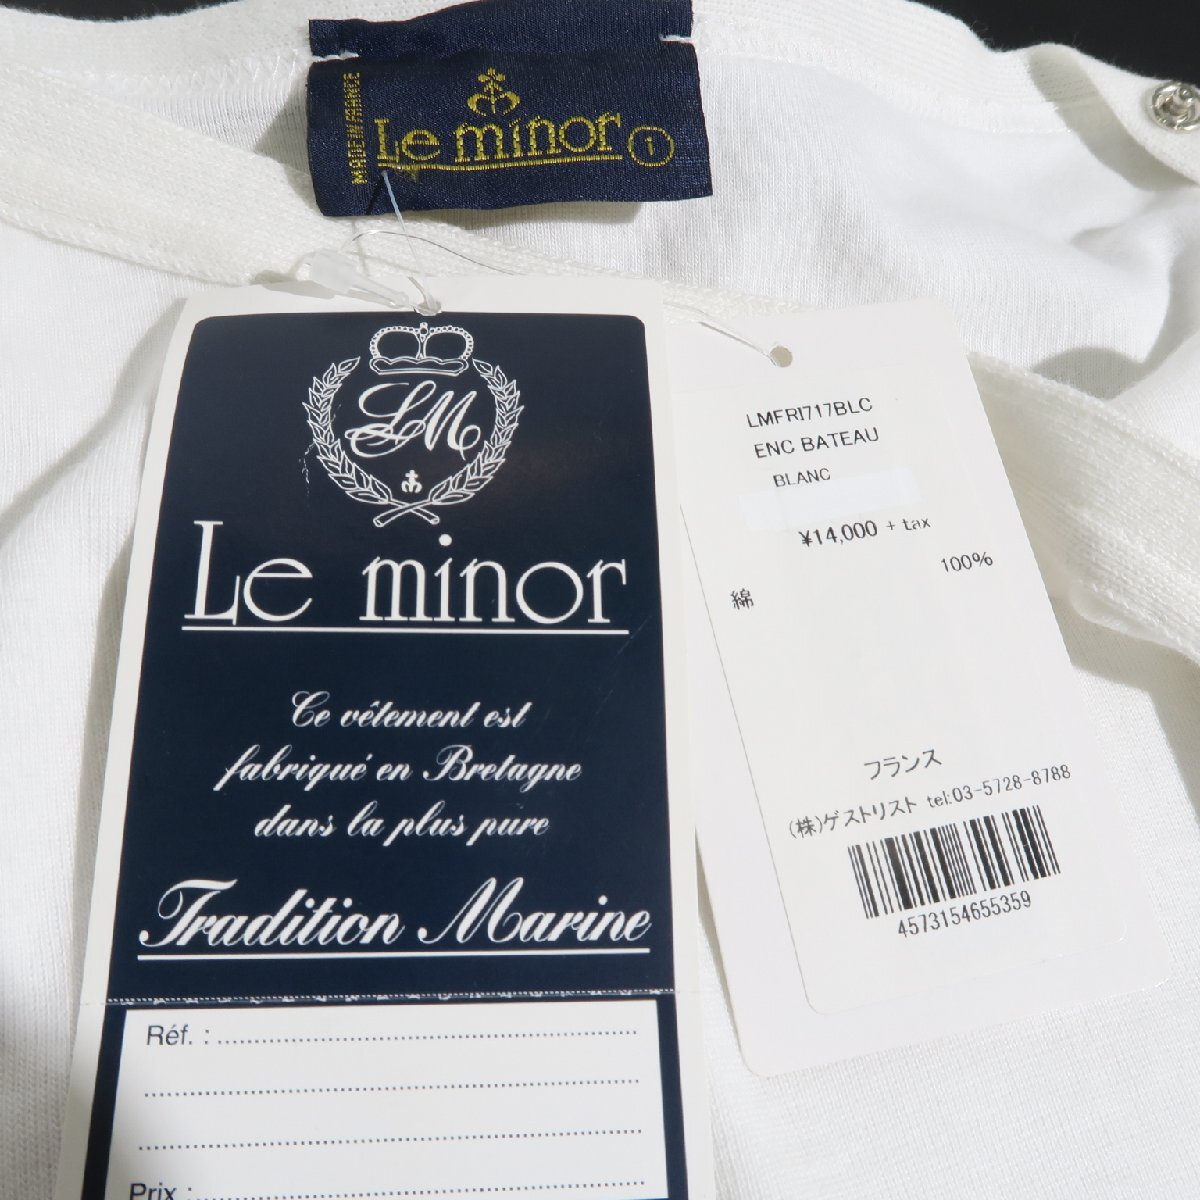 MADE IN FRANCE
Le minor 1
LM
Le minor
Ce vêtement est
fabriqué en Bretagne
dans la plus pure
Tradition Marine
Réf. :
Prix :
LMFRI717BLC
ENC BATEAU
BLANC
¥14,000 + tax
綿 100%
フランス
(株)ゲストリスト tel:03-5728-8788
4573154655359